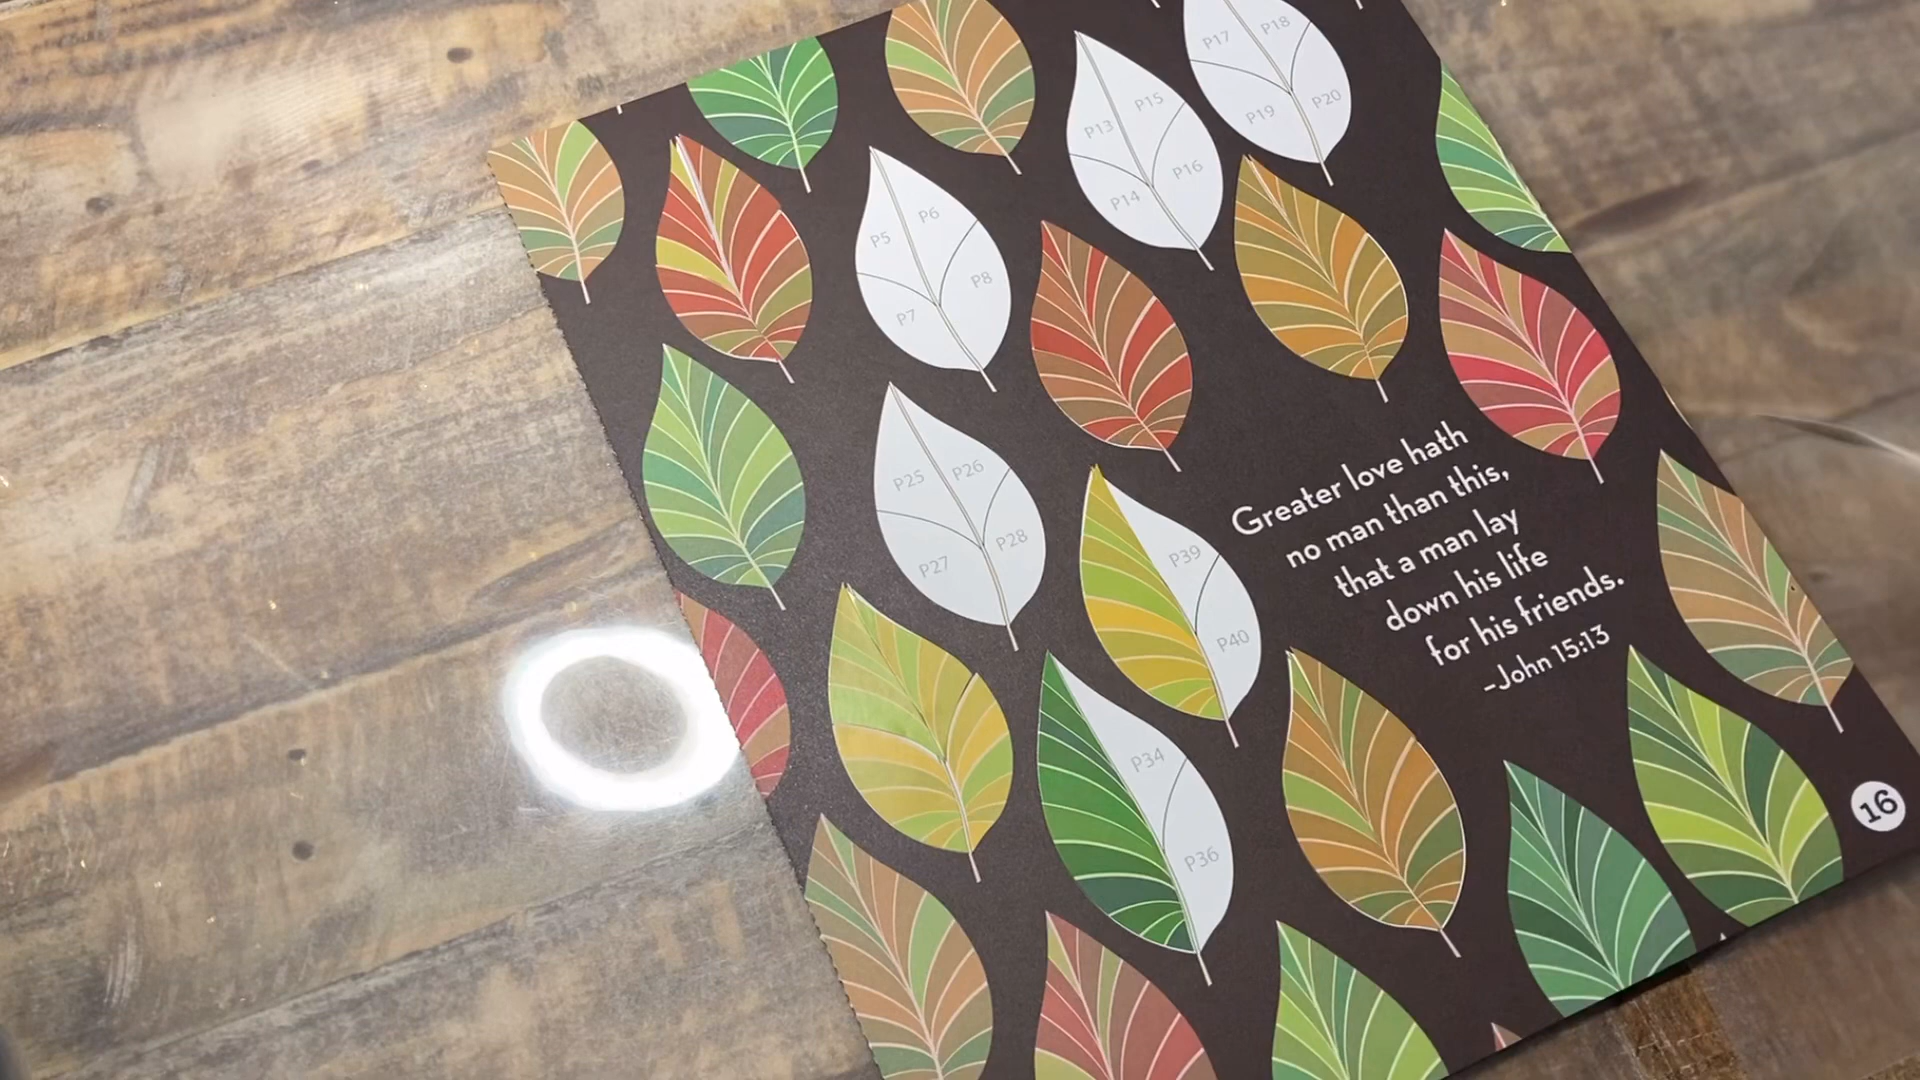 P17 P18
P19 P20
P13 P15
P14 P16
P5 P6
P7 P8
P25 P26
P27 P28
P39
P40
P34
P36
Greater love hath
no man than this,
that a man lay
down his life
for his friends.
-John 15:13
16